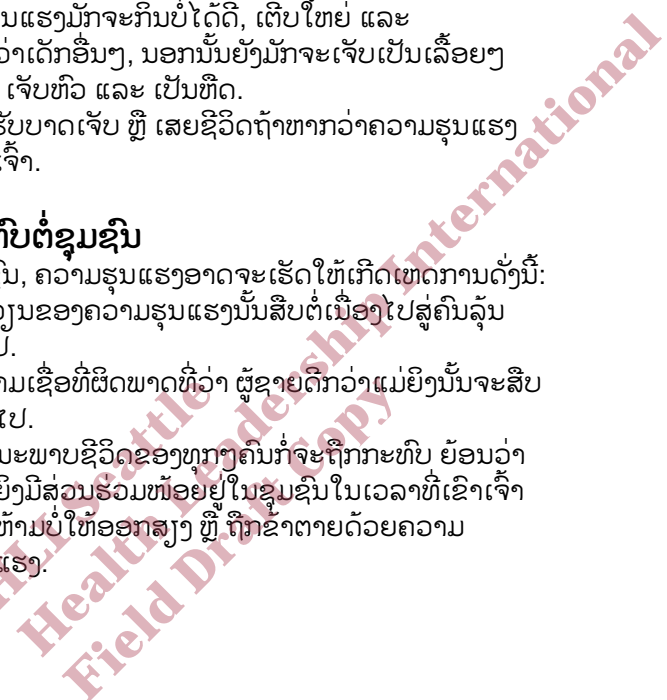 ນແຮງມັກຈະກິນບໍ່ໄດ້ດີ, ເຕີບໃຫຍ່ ແລະ
ວ່າເດັກອື່ນໆ, ນອກນັ້ນຍັງມັກຈະເຈັບເປັນເລື້ອຍໆ
ເຈັບຫົວ ແລະ ເປັນຫືດ.
ຮັບບາດເຈັບ ຫຼື ເສຍຊີວິດຖ້າຫາກວ່າຄວາມຮຸນແຮງ
ຈົ້າ.
ທົບຕໍ່ຊຸມຊົນ
ຊົນ, ຄວາມຮຸນແຮງອາດຈະເຮັດໃຫ້ເກີດເຫດການດັ່ງນີ້:
ວຽນຂອງຄວາມຮຸນແຮງນັ້ນສືບຕໍ່ເນື່ອງໄປສູ່ຄົນລຸ້ນ
ປ.
າມເຊື່ອທີ່ຜິດພາດທີ່ວ່າ ຜູ້ຊາຍດີກວ່າແມ່ຍິງນັ້ນຈະສືບ
ໄປ.
ນະພາບຊີວິດຂອງທຸກໆຄົນກໍ່ຈະຖືກກະທົບ ຍ້ອນວ່າ
ຍິງມີສ່ວນຮ່ວມໜ້ອຍຢູ່ໃນຊຸມຊົນໃນເວລາທີ່ເຂົາເຈົ້າ
ຫ້າມບໍ່ໃຫ້ອອກສຽງ ຫຼື ຖືກຂ້າຕາຍດ້ວຍຄວາມ
ແຮງ.
HLI Seattle
Health Leadership International
Field Draft Copy